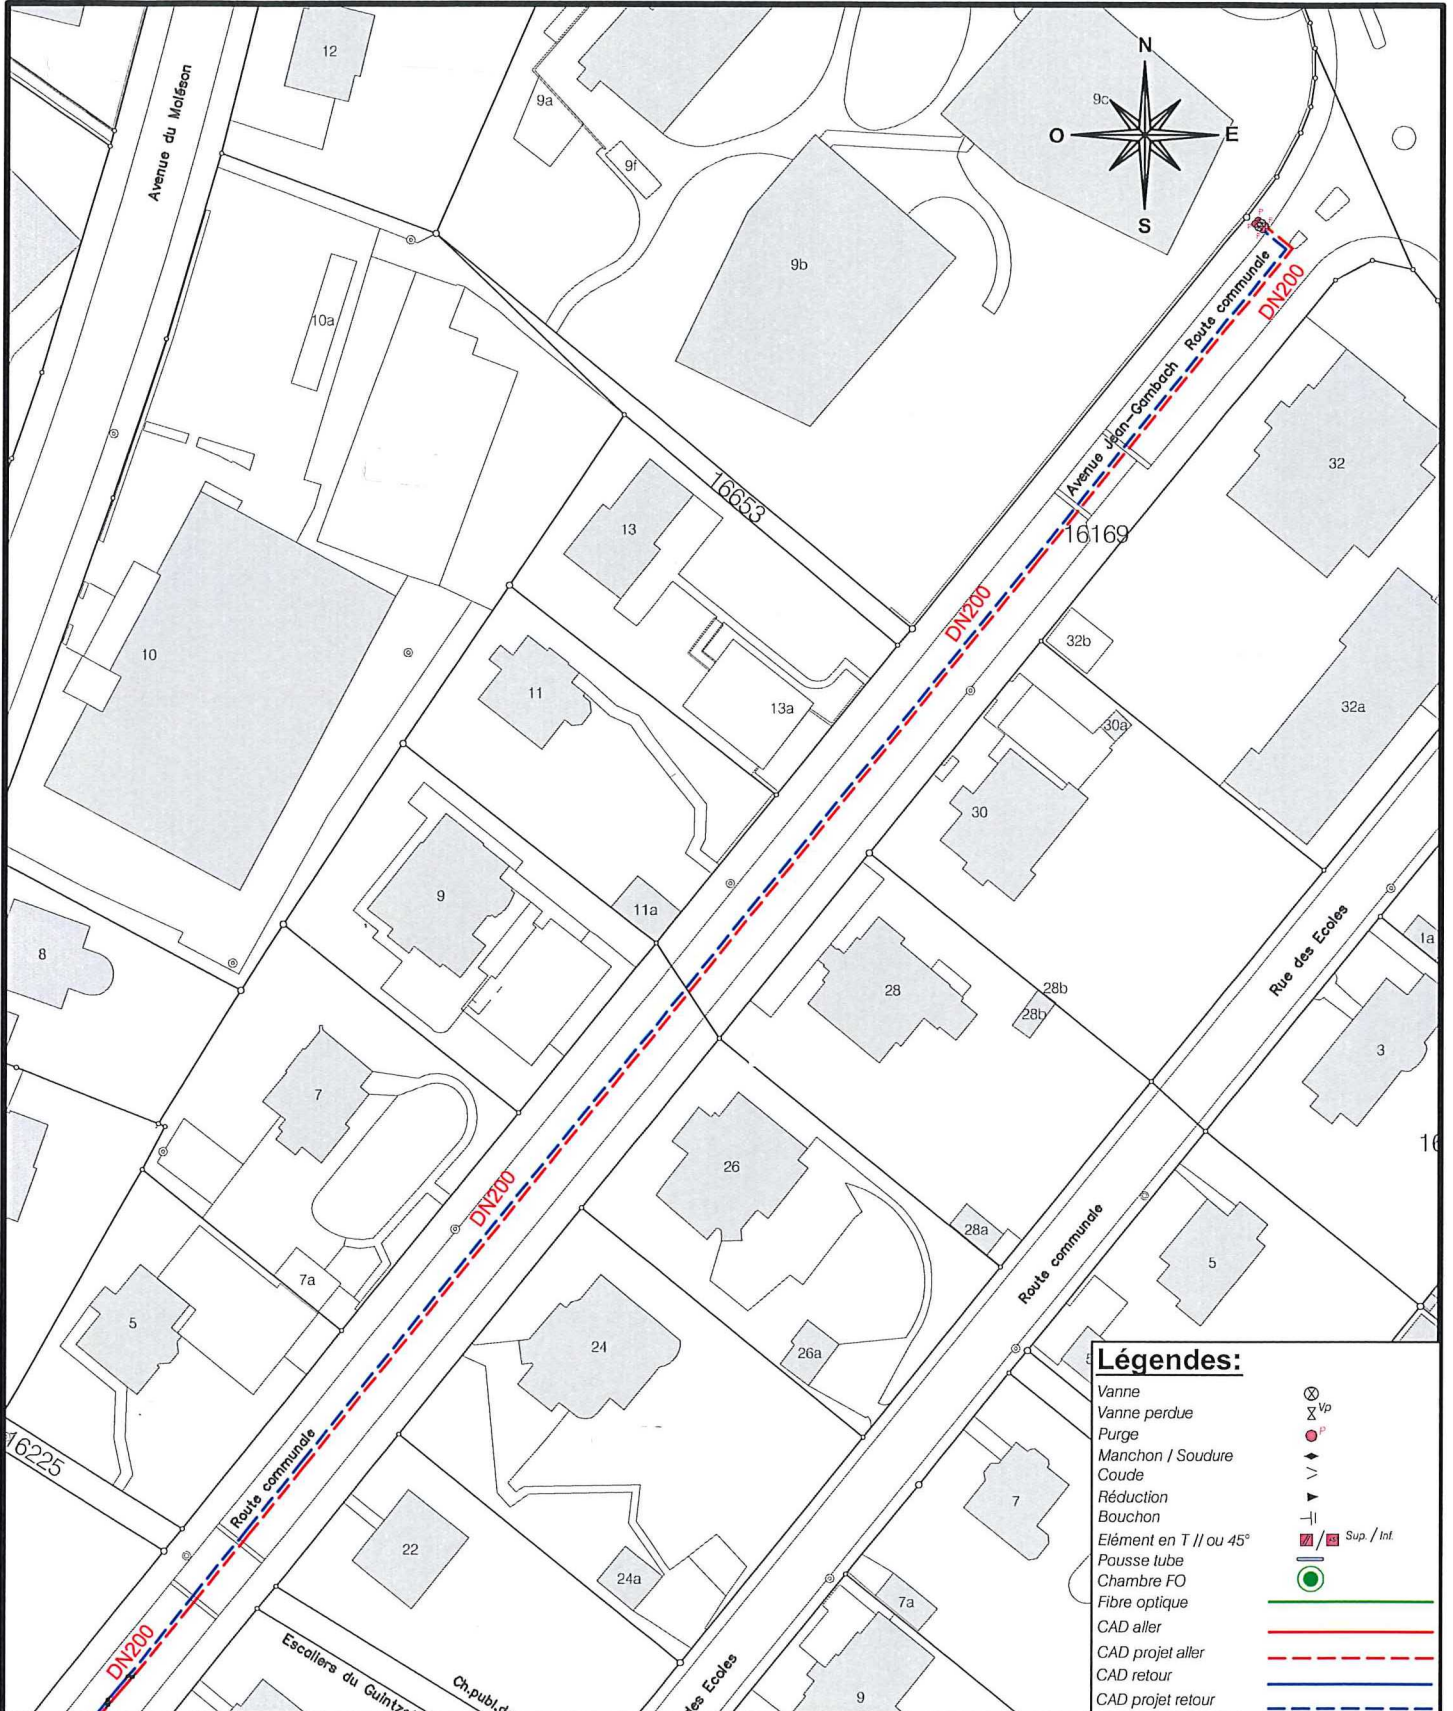 12
Avenue du Moléson
9a
9f
9c
N
O
E
S
9b
10a
Route communale
DN200
Avenue Jean-Gambach
32
16653
13
16169
DN200
10
11
13a
32b
30a
32a
30
9
11a
8
28
28b
28b
Rue des Ecoles
1a
3
7
26
DN200
16
7a
5
28a
Route communale
5
24
26a
16225
Route communale
22
24a
7
7a
DN200
Escaliers du Guintz
Ch.publ.d
des Ecoles
9
Légendes:
Vanne
Vanne perdue Vp
Purge P
Manchon / Soudure
Coude
Réduction
Bouchon
Elément en T // ou 45° // / 45 Sup. / Inf.
Pousse tube
Chambre FO
Fibre optique
CAD aller
CAD projet aller
CAD retour
CAD projet retour